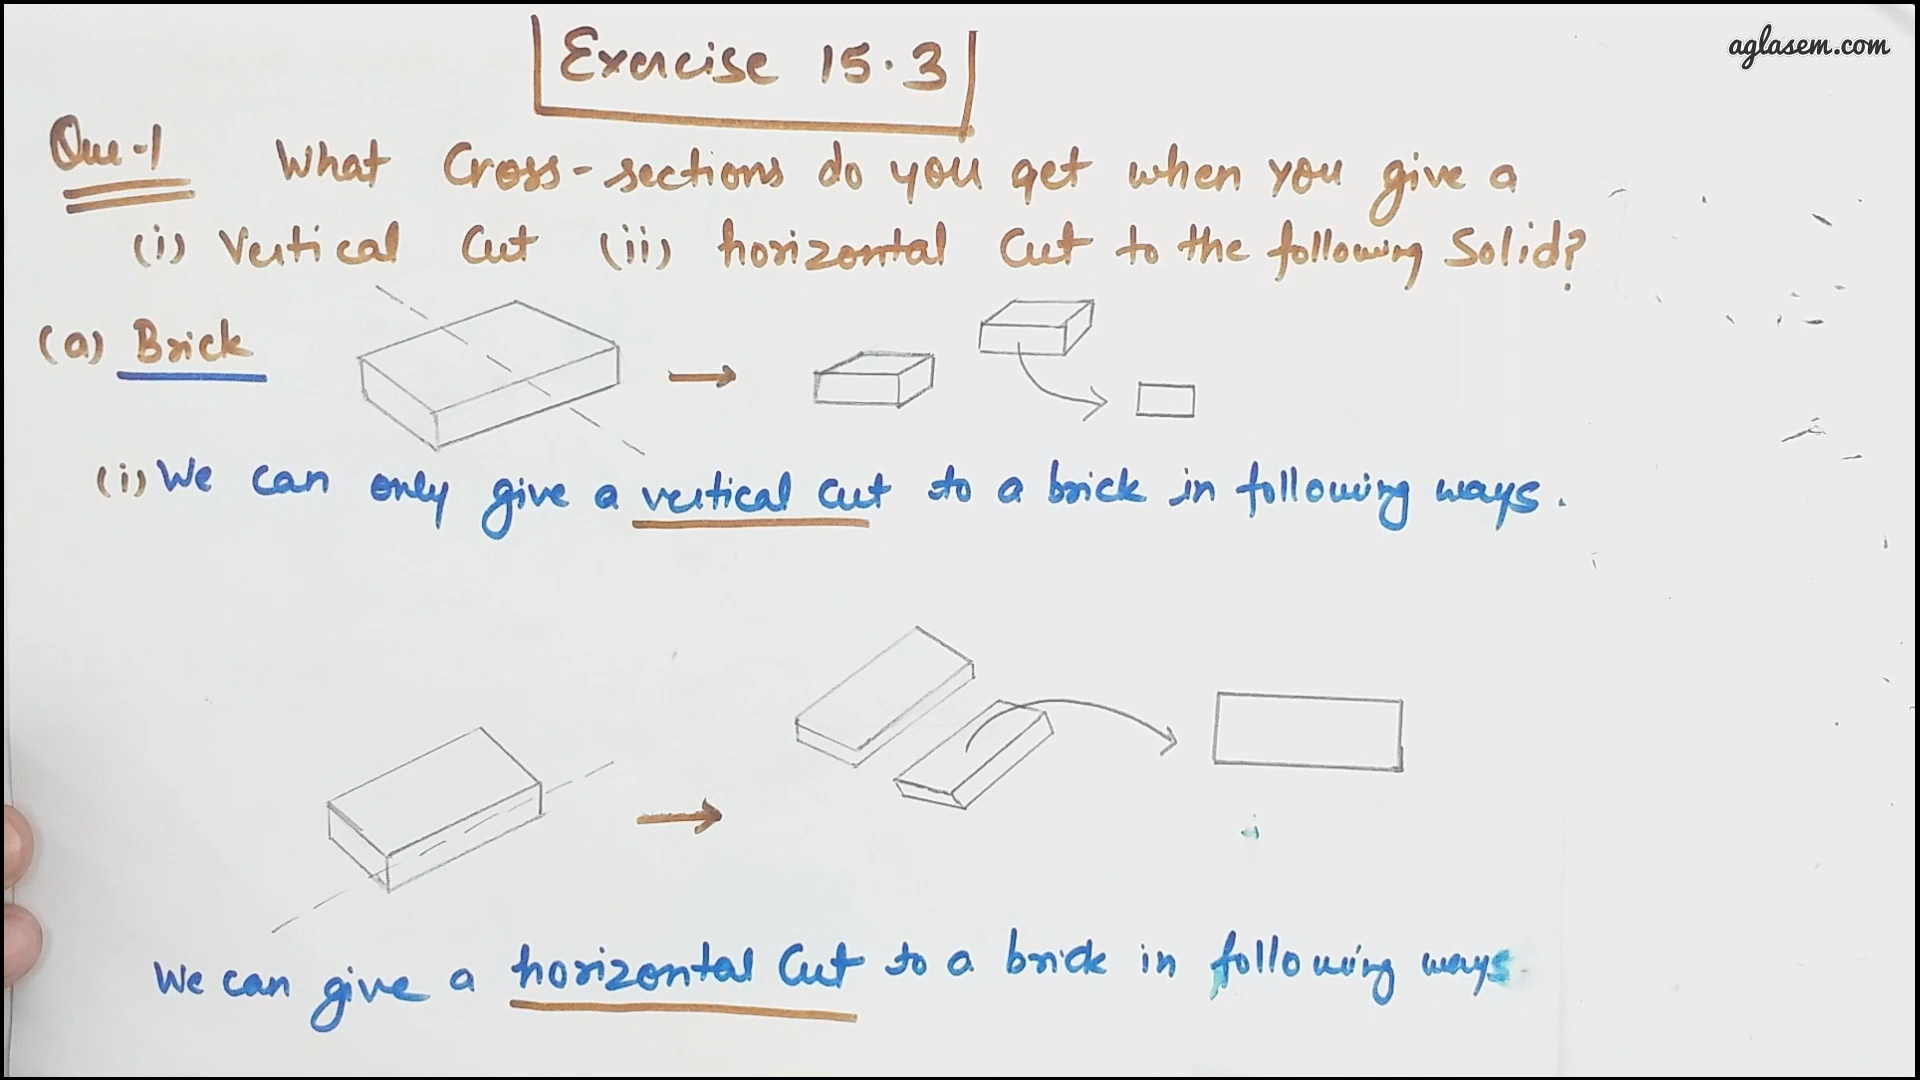 aglasem.com
Exercise 15.3
Que-1 What Cross-sections do you get when you give a
(i) Vertical Cut (ii) horizontal Cut to the following Solid?
(a) Brick
(i) We can only give a vertical cut to a brick in following ways.
We can give a horizontal Cut to a brick in following ways